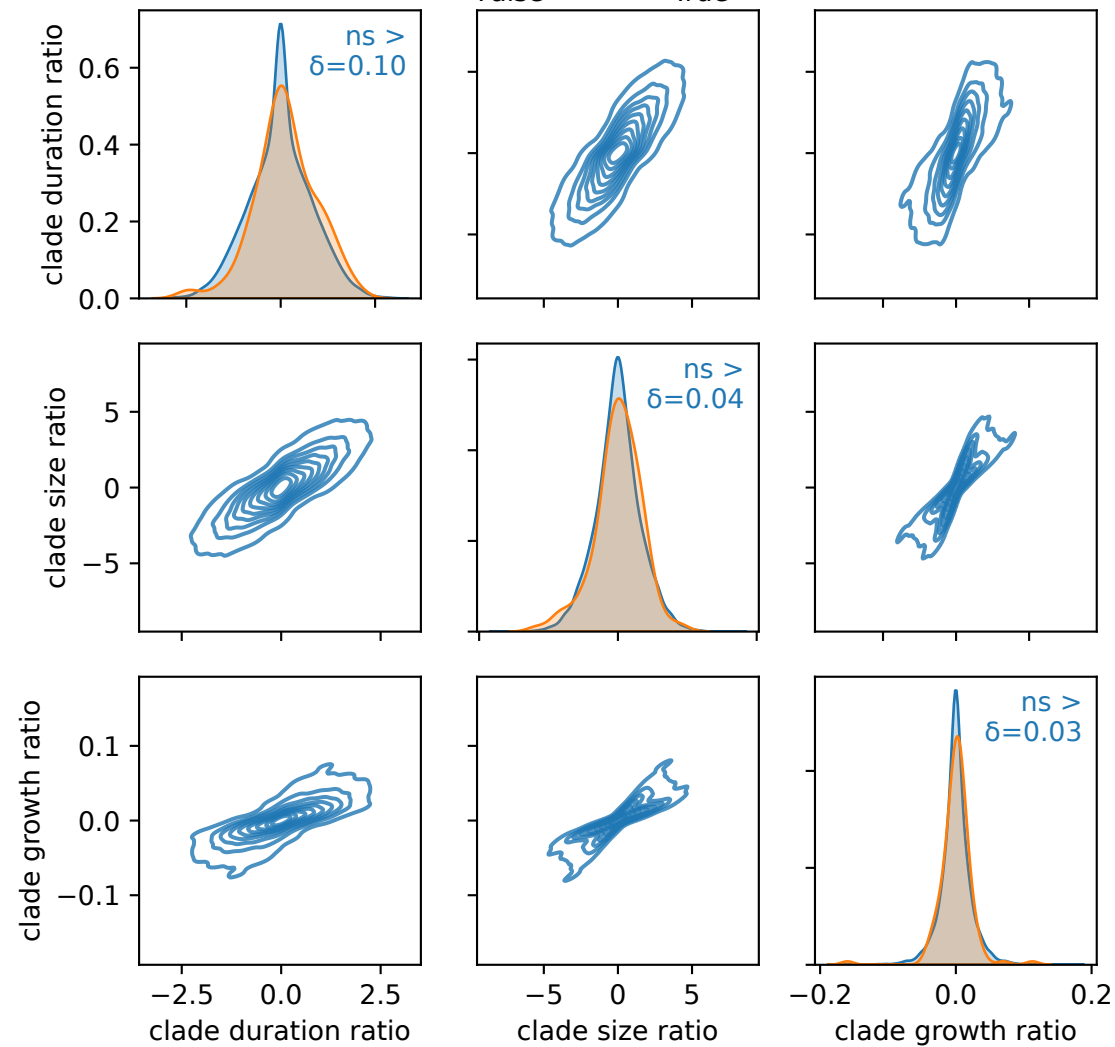 clade duration ratio
0.6
0.4
0.2
0.0
ns >
δ=0.10
clade size ratio
5
0
−5
ns >
δ=0.04
clade growth ratio
0.1
0.0
−0.1
ns >
δ=0.03
−2.5 0.0 2.5
−5 0 5
−0.2 0.0 0.2
clade duration ratio
clade size ratio
clade growth ratio